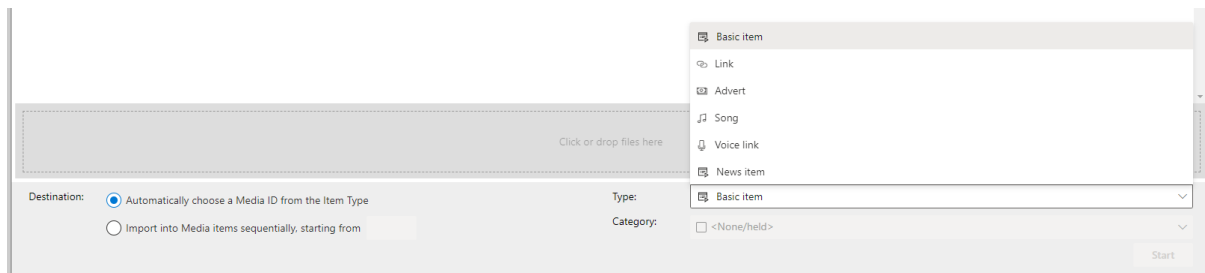 Basic item
Link
Advert
Song
Click or drop files here
Voice link
News item
Destination:
Automatically choose a Media ID from the Item Type
Type:
Basic item
Import into Media items sequentially, starting from
Category:
<None/held>
Start